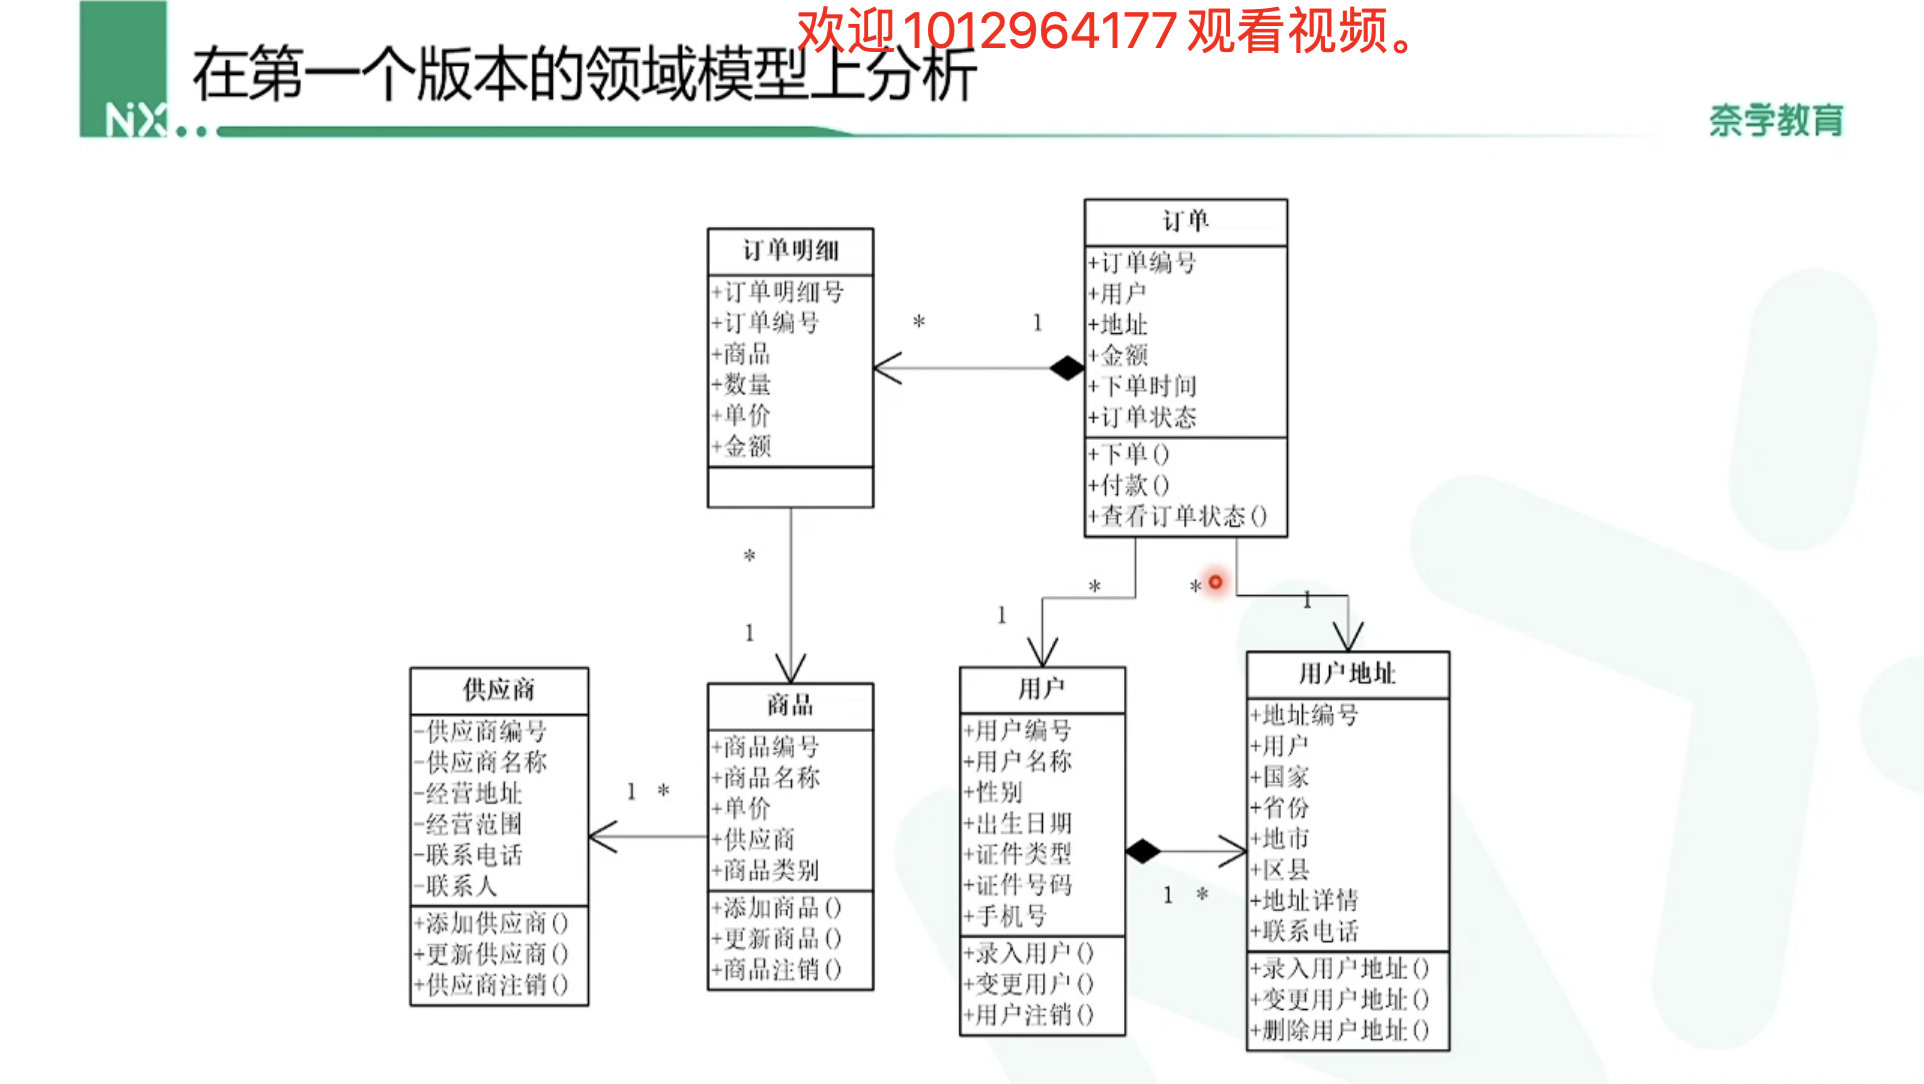 欢迎1012964177观看视频。
在第一个版本的领域模型上分析
NX
奈学教育
订单
+订单编号
+用户
+地址
+金额
+下单时间
+订单状态
+下单()
+付款()
+查看订单状态()
订单明细
+订单明细号
+订单编号
+商品
+数量
+单价
+金额
* 1
*
1
*
1
*
1
供应商
-供应商编号
-供应商名称
-经营地址
-经营范围
-联系电话
-联系人
+添加供应商()
+更新供应商()
+供应商注销()
1 *
商品
+商品编号
+商品名称
+单价
+供应商
+商品类别
+添加商品()
+更新商品()
+商品注销()
用户
+用户编号
+用户名称
+性别
+出生日期
+证件类型
+证件号码
+手机号
+录入用户()
+变更用户()
+用户注销()
1 *
用户地址
+地址编号
+用户
+国家
+省份
+地市
+区县
+地址详情
+联系电话
+录入用户地址()
+变更用户地址()
+删除用户地址()